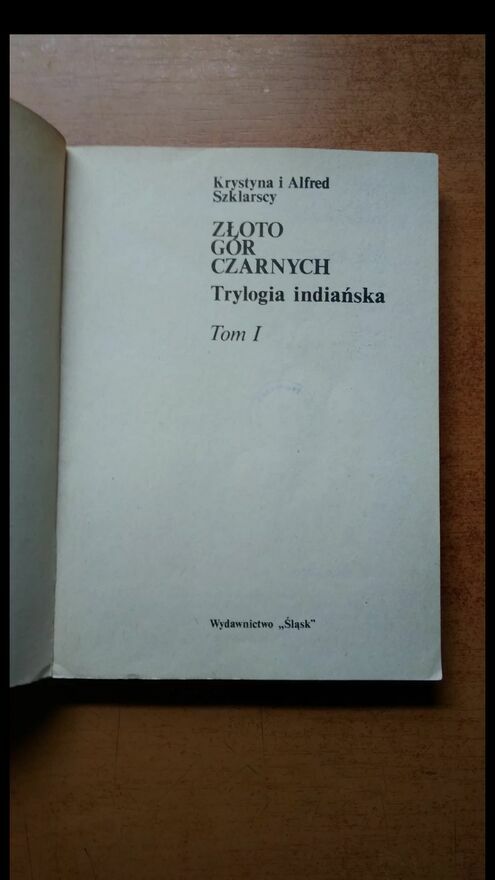 Krystyna i Alfred
Szklarscy
ZŁOTO
GÓR
CZARNYCH
Trylogia indiańska
Tom I
Wydawnictwo „Śląsk”